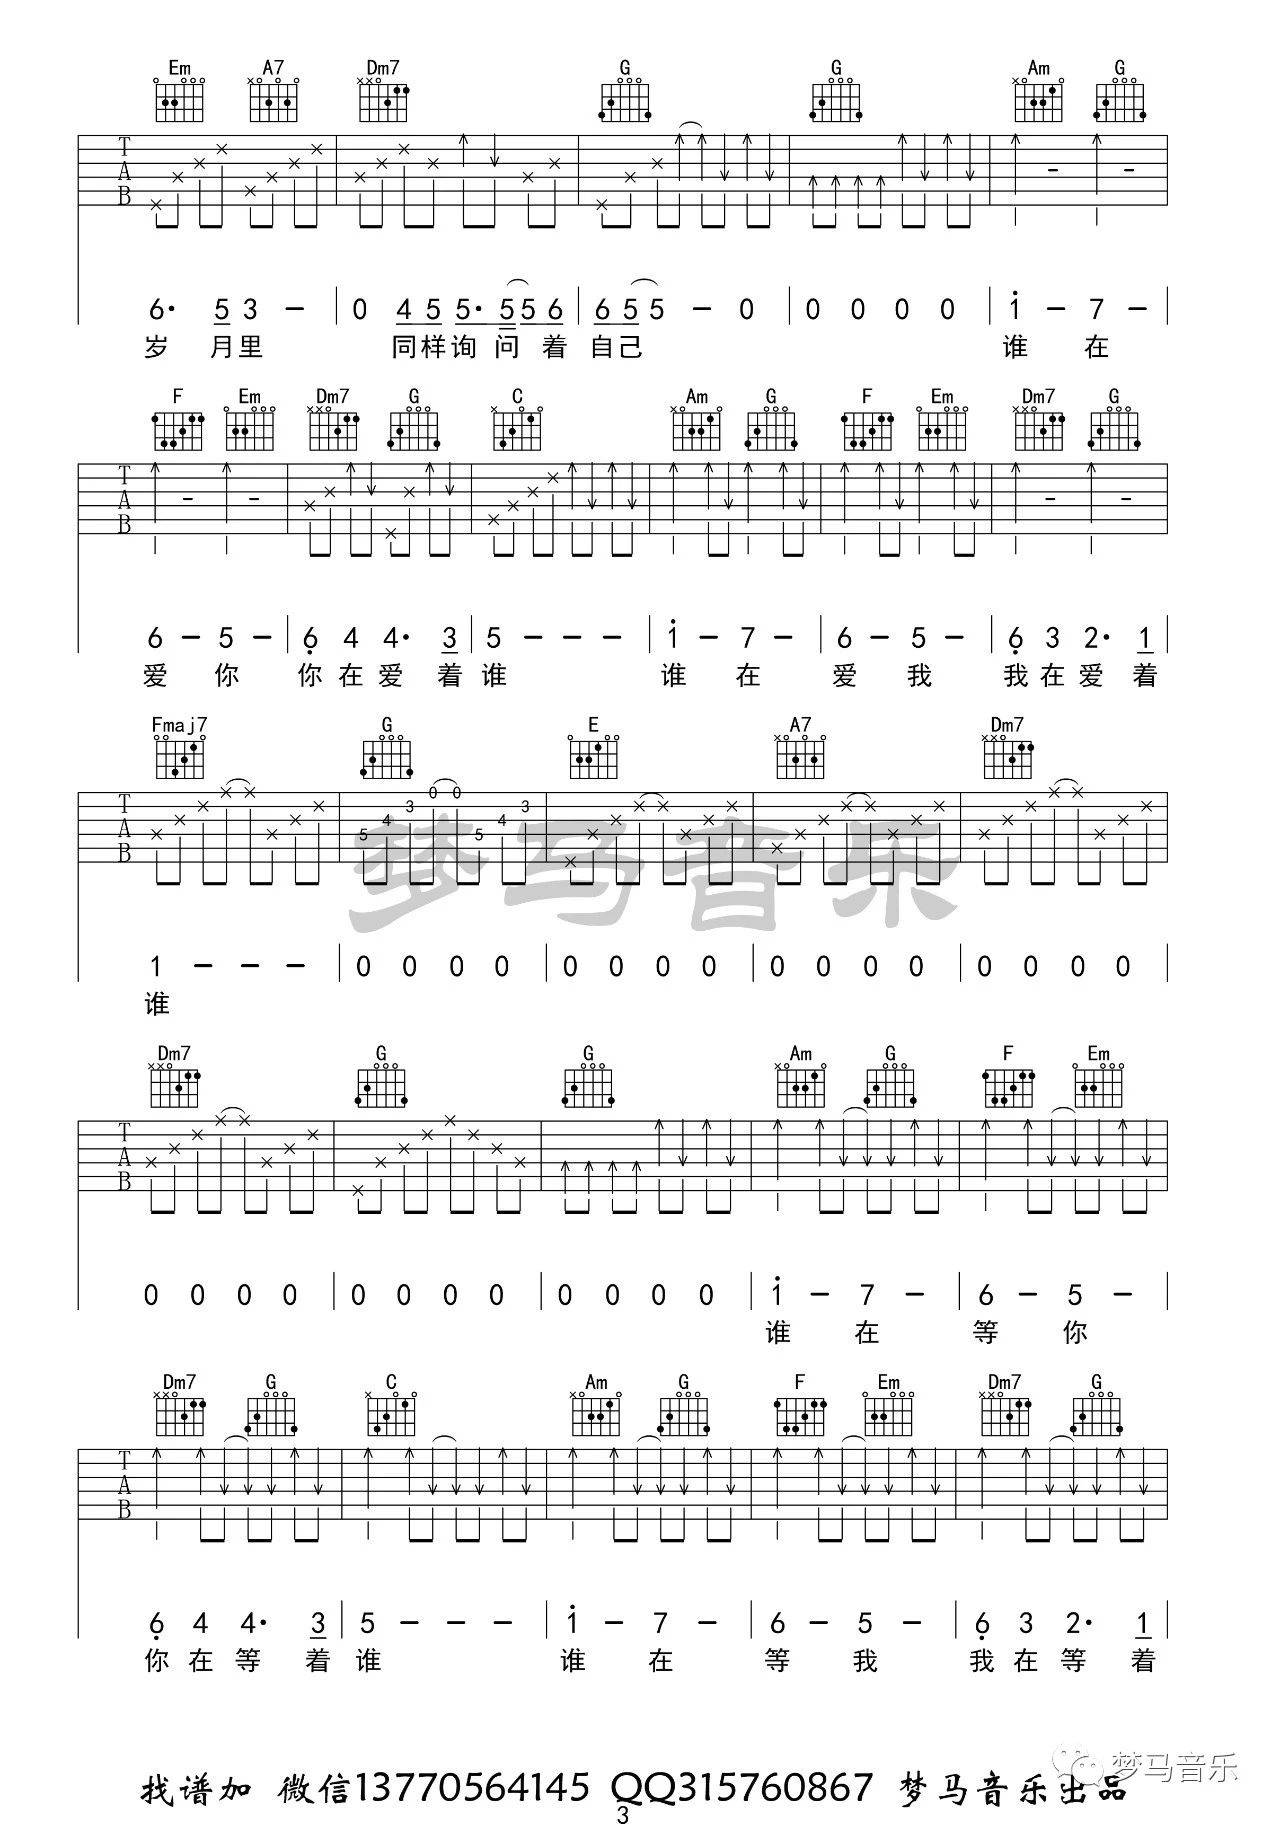 Em A7 Dm7 G G Am G
T
A
B
6· 5 3 – 0 4 5 5· 5 5 6 6 5 5 – 0 0 0 0 0 1 – 7 –
岁 月 里 同 样 询 问 着 自 己 谁 在
F Em Dm7 G C Am G F Em Dm7 G
T
A
B
6 – 5 – 6 4 4· 3 5 – – – 1 – 7 – 6 – 5 – 6 3 2· 1
爱 你 你 在 爱 着 谁 谁 在 爱 我 我 在 爱 着
Fmaj7 G E A7 Dm7
T
A
B
5 4 3 0 0 5 4 3
梦马音乐
1 – – – 0 0 0 0 0 0 0 0 0 0 0 0 0 0 0 0
谁
Dm7 G G Am G F Em
T
A
B
0 0 0 0 0 0 0 0 0 0 0 0 1 – 7 – 6 – 5 –
谁 在 等 你
Dm7 G C Am G F Em Dm7 G
T
A
B
6 4 4· 3 5 – – – 1 – 7 – 6 – 5 – 6 3 2· 1
你 在 等 着 谁 谁 在 等 我 我 在 等 着
梦马音乐
找谱加 微信13770564145 QQ315760867 梦马音乐出品
3